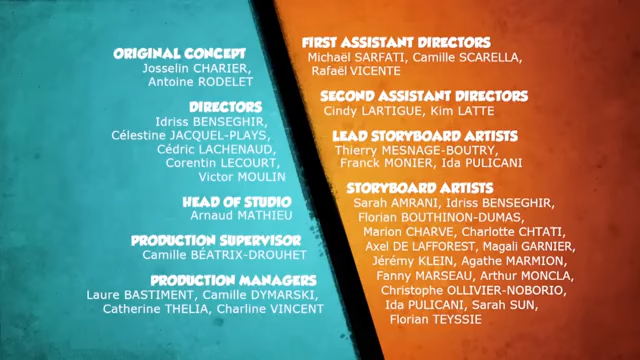 ORIGINAL CONCEPT
Josselin CHARIER,
Antoine RODELET
DIRECTORS
Idriss BENSEGHIR,
Célestine JACQUEL-PLAYS,
Cédric LACHENAUD,
Corentin LECOURT,
Victor MOULIN
HEAD OF STUDIO
Arnaud MATHIEU
PRODUCTION SUPERVISOR
Camille BÉATRIX-DROUHET
PRODUCTION MANAGERS
Laure BASTIMENT, Camille DYMARSKI,
Catherine THELIA, Charline VINCENT
FIRST ASSISTANT DIRECTORS
Michaël SARFATI, Camille SCARELLA,
Rafaël VICENTE
SECOND ASSISTANT DIRECTORS
Cindy LARTIGUE, Kim LATTE
LEAD STORYBOARD ARTISTS
Thierry MESNAGE-BOUTRY,
Franck MONIER, Ida PULICANI
STORYBOARD ARTISTS
Sarah AMRANI, Idriss BENSEGHIR,
Florian BOUTHINON-DUMAS,
Marion CHARVE, Charlotte CHTATI,
Axel DE LAFFOREST, Magali GARNIER,
Jérémy KLEIN, Agathe MARMION,
Fanny MARSEAU, Arthur MONCLA,
Christophe OLLIVIER-NOBORIO,
Ida PULICANI, Sarah SUN,
Florian TEYSSIE